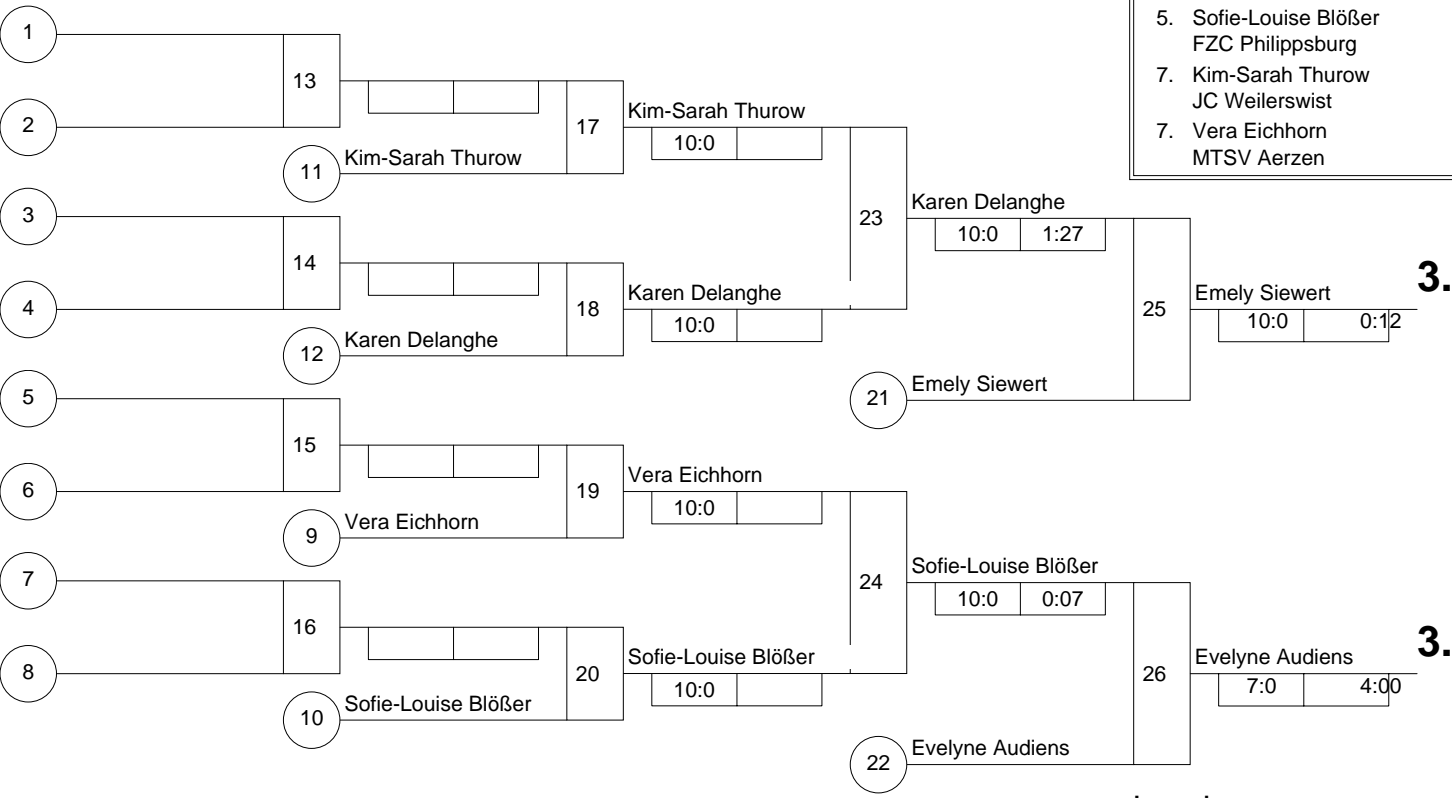 5. Sofie-Louise Blößer
FZC Philippsburg
7. Kim-Sarah Thurow
JC Weilerswist
7. Vera Eichhorn
MTSV Aerzen
1
13
2
17
Kim-Sarah Thurow
10:0
11
Kim-Sarah Thurow
3
23
Karen Delanghe
10:0 1:27
14
4
18
Karen Delanghe
10:0
12
Karen Delanghe
25
Emely Siewert
10:0 0:12
3.
5
21
Emely Siewert
15
6
19
Vera Eichhorn
10:0
9
Vera Eichhorn
7
24
Sofie-Louise Blößer
10:0 0:07
16
8
20
Sofie-Louise Blößer
10:0
10
Sofie-Louise Blößer
26
Evelyne Audiens
7:0 4:00
3.
22
Evelyne Audiens